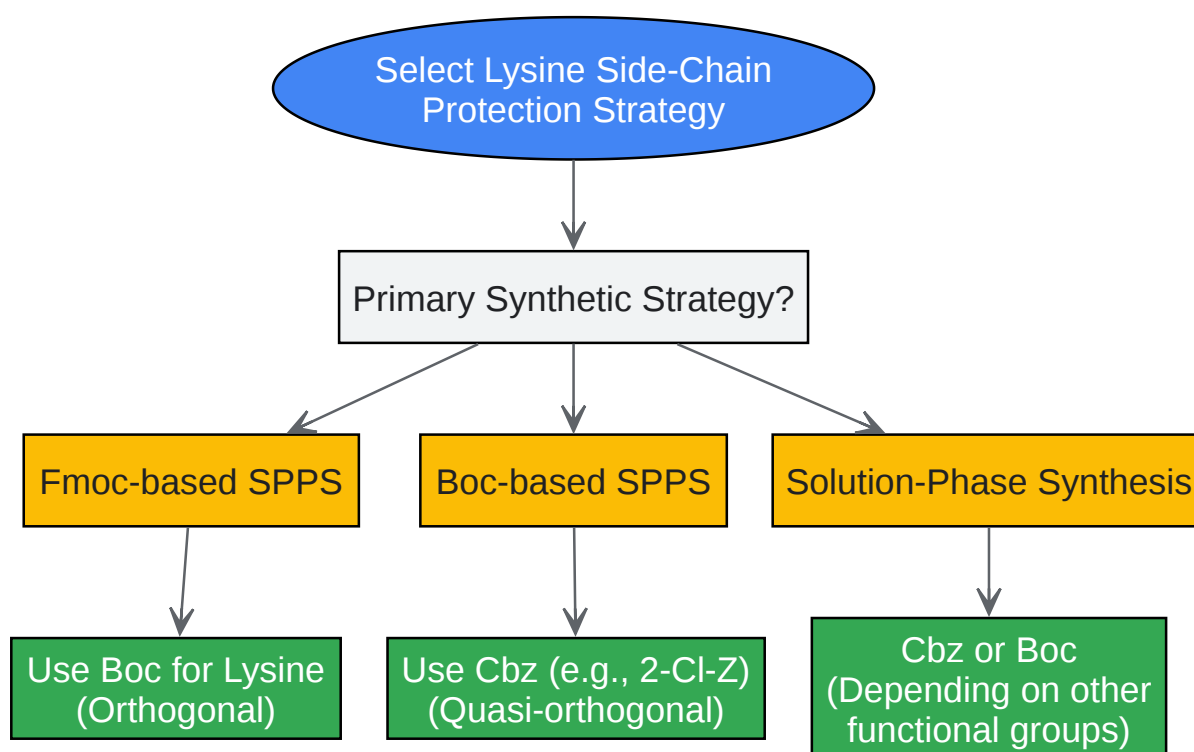 Select Lysine Side-Chain
Protection Strategy
Primary Synthetic Strategy?
Fmoc-based SPPS
Boc-based SPPS
Solution-Phase Synthesis
Use Boc for Lysine
(Orthogonal)
Use Cbz (e.g., 2-Cl-Z)
(Quasi-orthogonal)
Cbz or Boc
(Depending on other
functional groups)